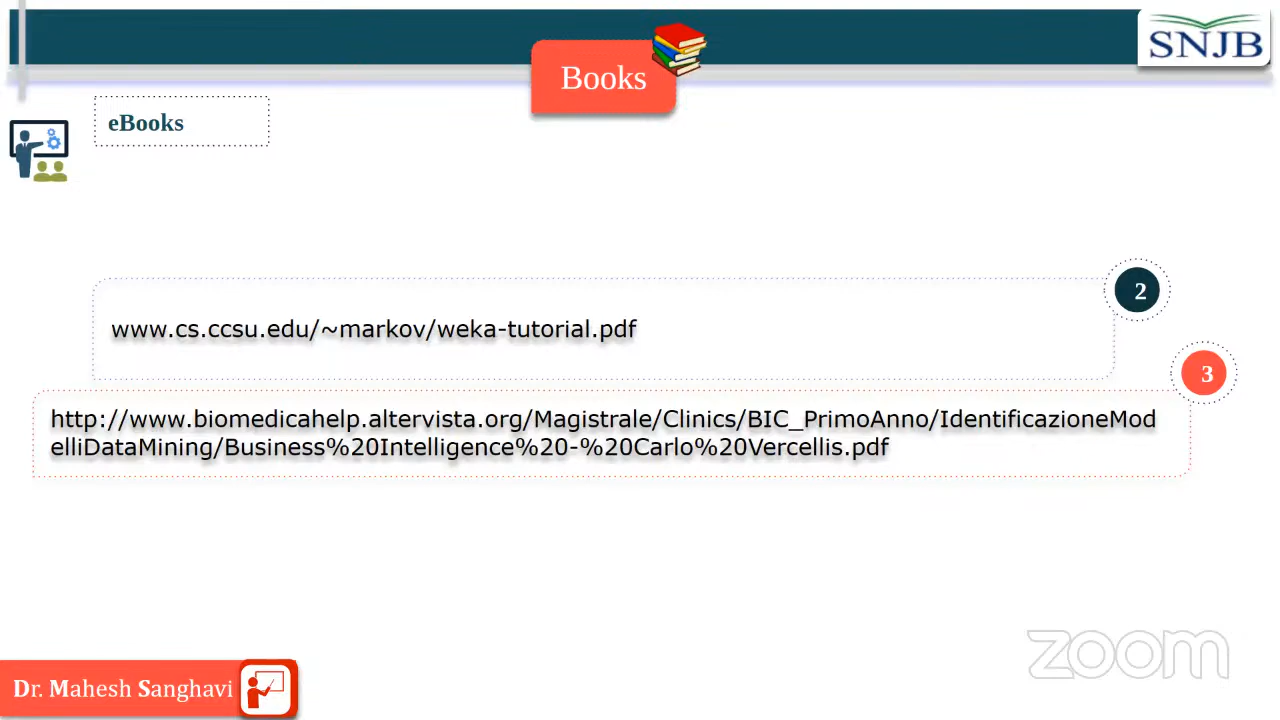 SNJB
Books
eBooks
2
www.cs.ccsu.edu/~markov/weka-tutorial.pdf
3
http://www.biomedicahelp.altervista.org/Magistrale/Clinics/BIC_PrimoAnno/IdentificazioneMod
elliDataMining/Business%20Intelligence%20-%20Carlo%20Vercellis.pdf
zoom
Dr. Mahesh Sanghavi